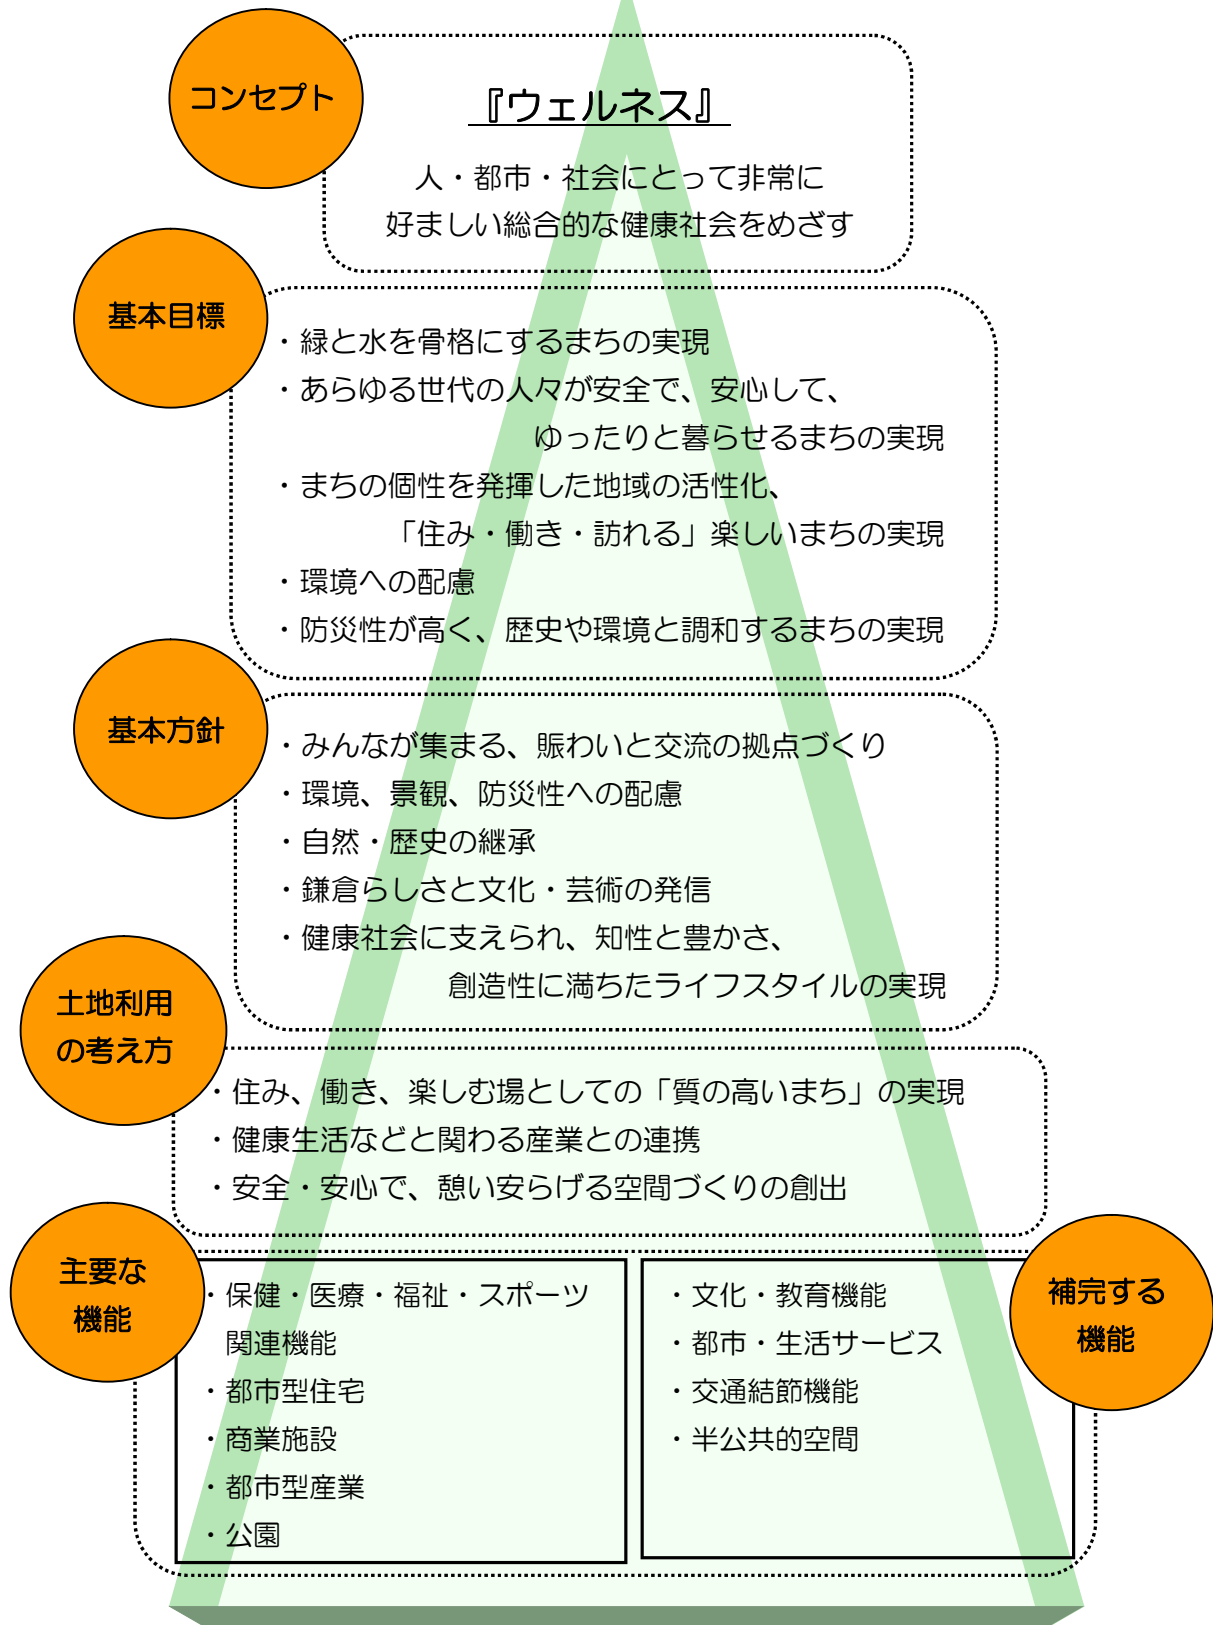 コンセプト
『ウェルネス』
人・都市・社会にとって非常に
好ましい総合的な健康社会をめざす
基本目標
・緑と水を骨格にするまちの実現
・あらゆる世代の人々が安全で、安心して、
ゆったりと暮らせるまちの実現
・まちの個性を発揮した地域の活性化、
「住み・働き・訪れる」楽しいまちの実現
・環境への配慮
・防災性が高く、歴史や環境と調和するまちの実現
基本方針
・みんなが集まる、賑わいと交流の拠点づくり
・環境、景観、防災性への配慮
・自然・歴史の継承
・鎌倉らしさと文化・芸術の発信
・健康社会に支えられ、知性と豊かさ、
創造性に満ちたライフスタイルの実現
土地利用
の考え方
・住み、働き、楽しむ場としての「質の高いまち」の実現
・健康生活などと関わる産業との連携
・安全・安心で、憩い安らげる空間づくりの創出
主要な
機能
・保健・医療・福祉・スポーツ
関連機能
・都市型住宅
・商業施設
・都市型産業
・公園
補完する
機能
・文化・教育機能
・都市・生活サービス
・交通結節機能
・半公共的空間